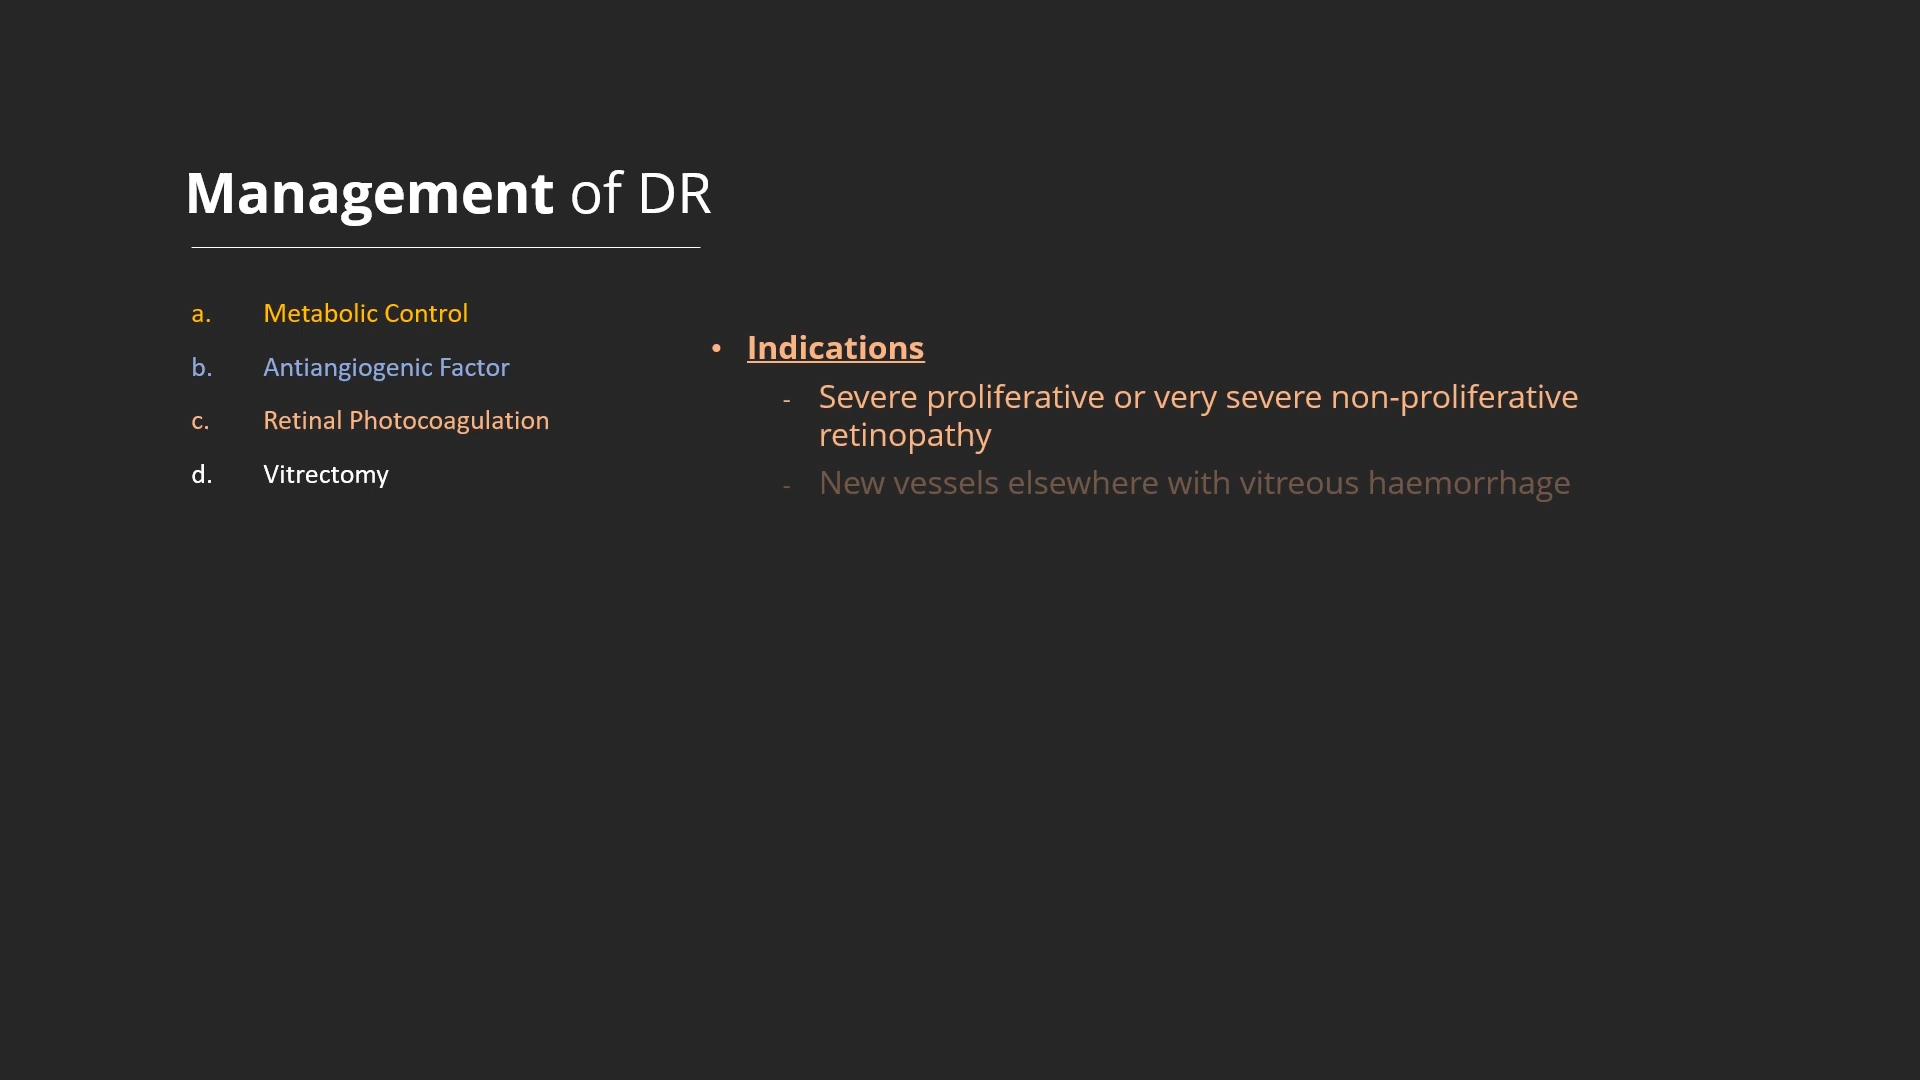 Management of DR
a. Metabolic Control
b. Antiangiogenic Factor
c. Retinal Photocoagulation
d. Vitrectomy
• Indications
- Severe proliferative or very severe non-proliferative
retinopathy
- New vessels elsewhere with vitreous haemorrhage